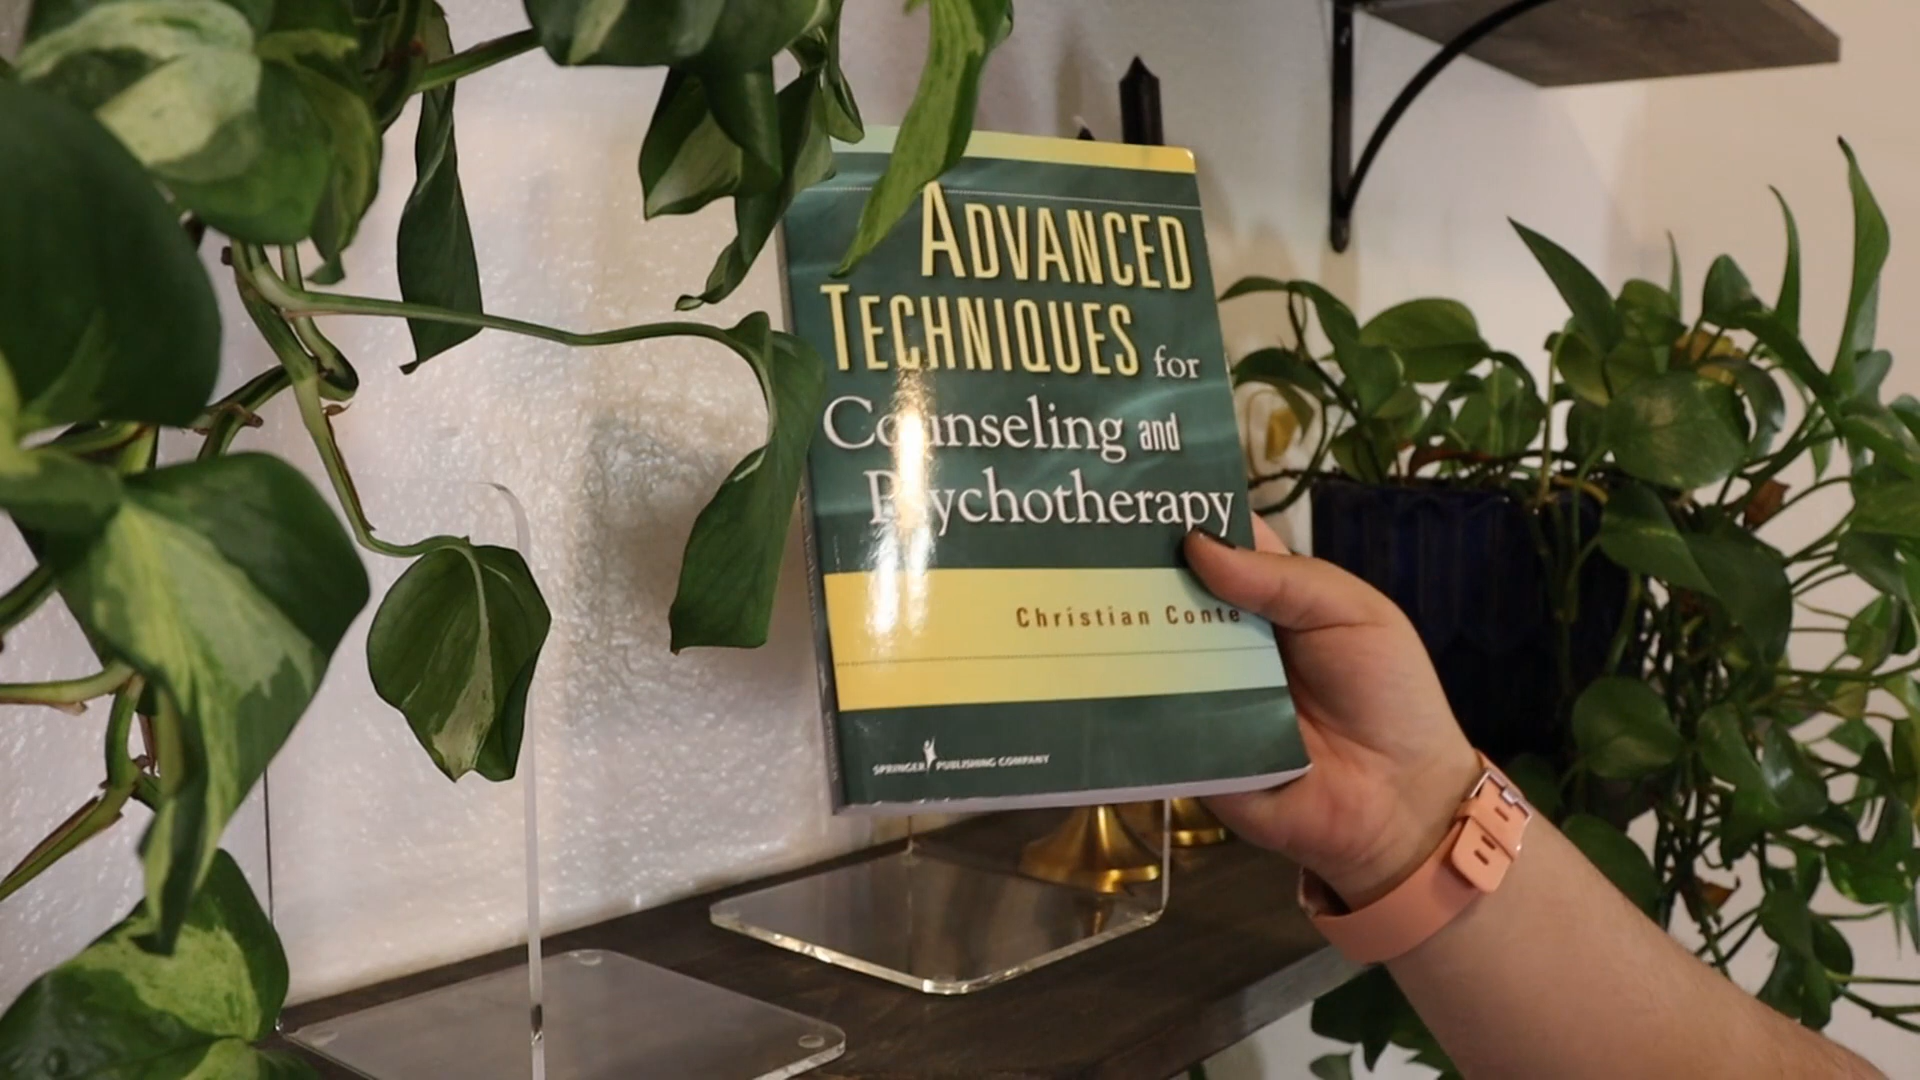 ADVANCED
TECHNIQUES for
Counseling and
Psychotherapy
Christian Conte
SPRINGER PUBLISHING COMPANY